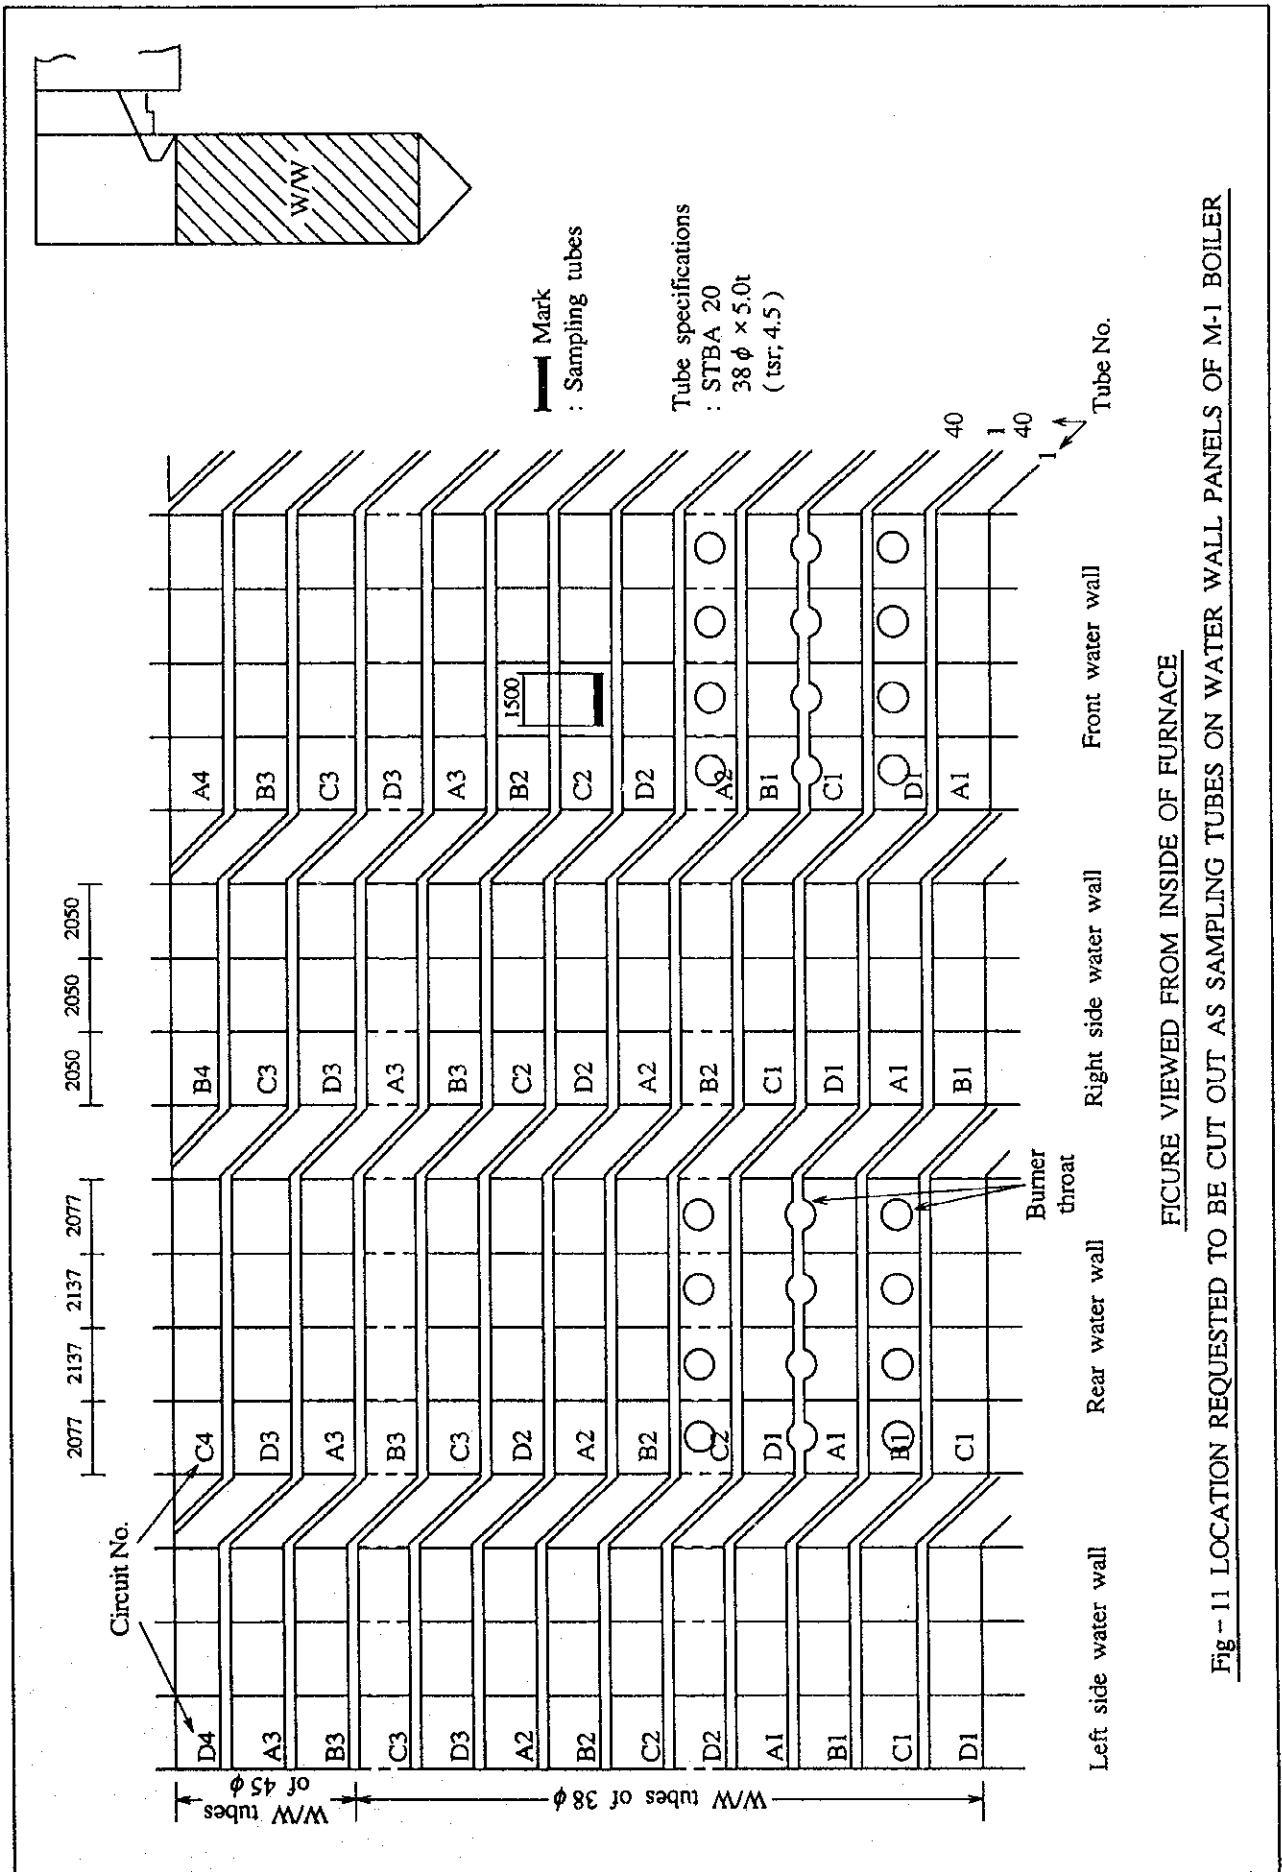 W/W
Mark
: Sampling tubes
Tube specifications
: STBA 20
38 φ × 5.0t
( tsr; 4.5 )
Circuit No.
2077 2137 2137 2077
2050 2050 2050
W/W tubes
of 45 φ
W/W tubes of 38 φ
D4
A3
B3
C3
D3
A2
B2
C2
D2
A1
B1
C1
D1
C4
D3
A3
B3
C3
D2
A2
B2
C2
D1
A1
B1
C1
B4
C3
D3
A3
B3
C2
D2
A2
B2
C1
D1
A1
B1
A4
B3
C3
D3
A3
B2
C2
D2
A2
B1
C1
D1
A1
1500
40
1
40
1
Tube No.
Burner
throat
Left side water wall
Rear water wall
Right side water wall
Front water wall
FICURE VIEWED FROM INSIDE OF FURNACE
Fig – 11 LOCATION REQUESTED TO BE CUT OUT AS SAMPLING TUBES ON WATER WALL PANELS OF M-1 BOILER